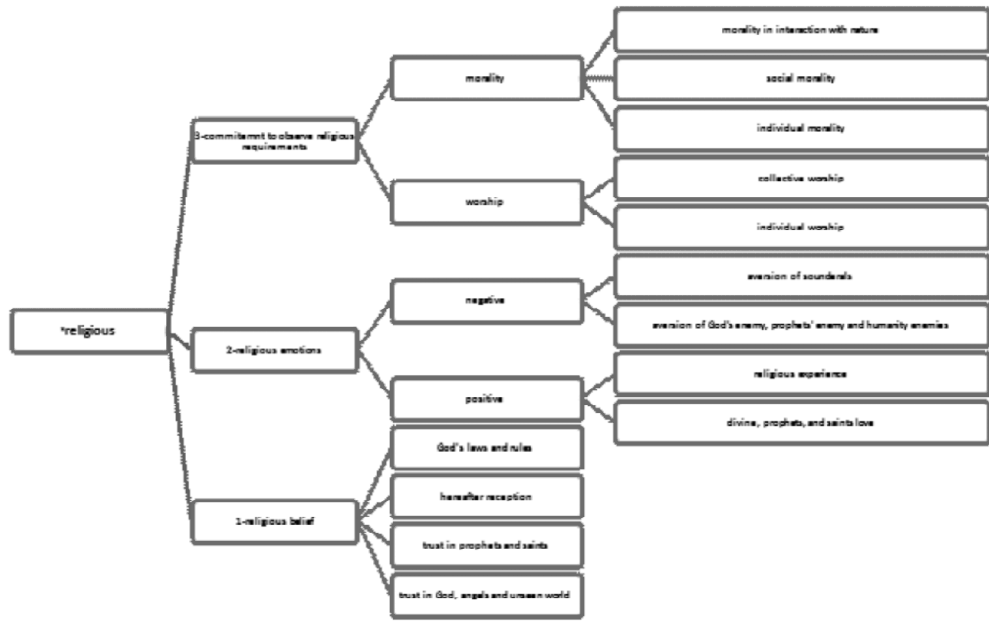 morality in interaction with nature
morality
social morality
3-commitemnt to observe religious
requirements
individual morality
collective worship
worship
individual worship
aversion of scunderals
negative
*religious
aversion of God's enemy, prophets' enemy and humanity enemies
2-religious emotions
religious experience
positive
divine, prophets, and saints love
God's laws and rules
hereafter reception
1-religious belief
trust in prophets and saints
trust in God, angels and unseen world